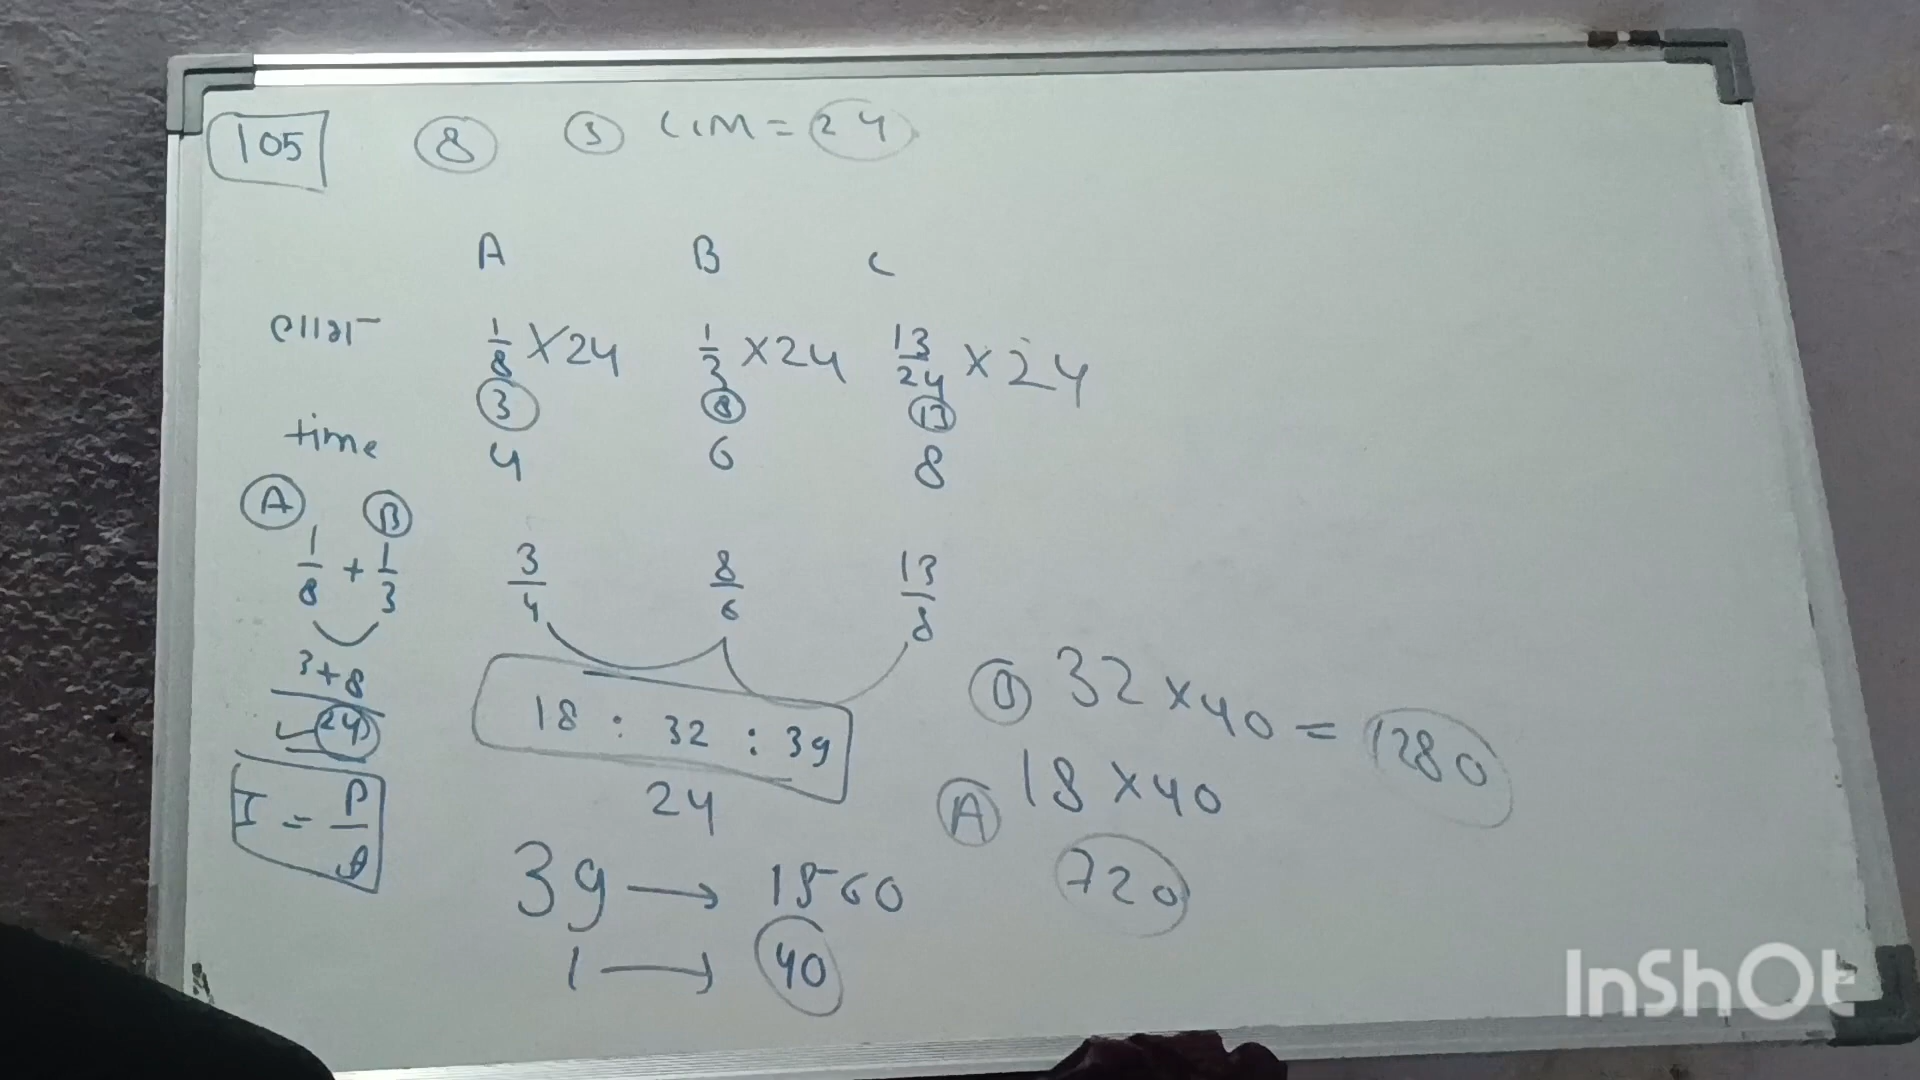 105 8 3 LCM = 24
A B C
1/8 × 24 1/3 × 24 13/24 × 24
3 8 13
time 4 6 8
A B
1/8 + 1/3
3/4 8/6 13/8
3+8
24
18 : 32 : 39
24
39 → 1560
1 → 40
B 32 × 40 = 1280
A 18 × 40
720
InShOt